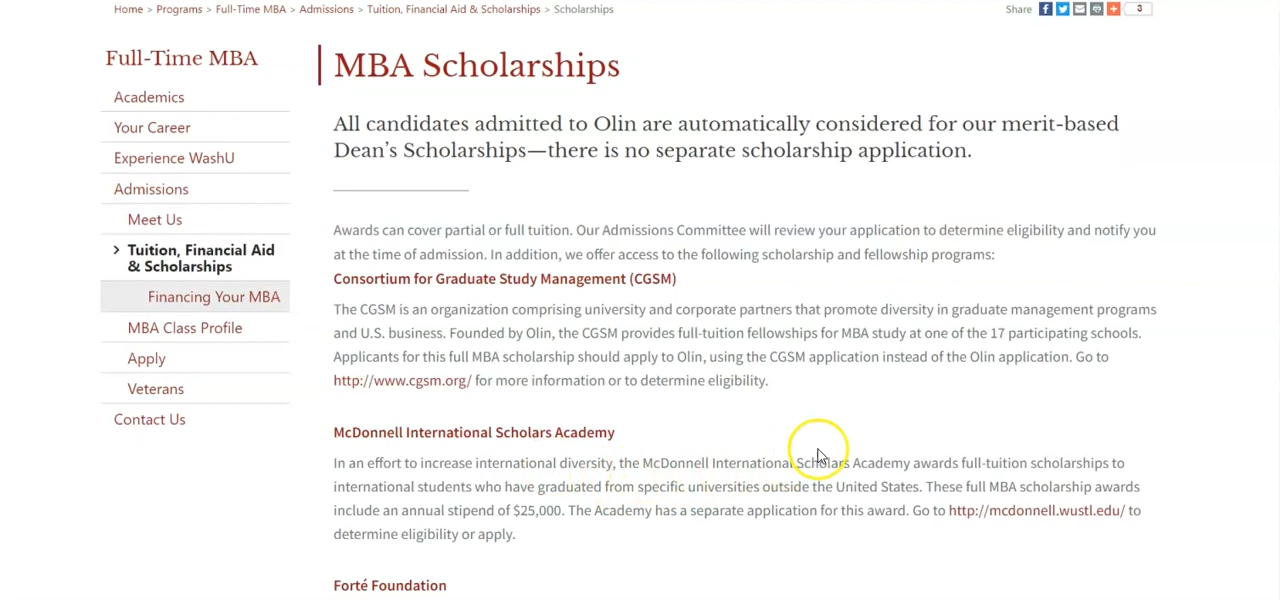 Home > Programs > Full-Time MBA > Admissions > Tuition, Financial Aid & Scholarships > Scholarships
Share 3
Full-Time MBA
Academics
Your Career
Experience WashU
Admissions
Meet Us
Tuition, Financial Aid
& Scholarships
Financing Your MBA
MBA Class Profile
Apply
Veterans
Contact Us
MBA Scholarships
All candidates admitted to Olin are automatically considered for our merit-based
Dean's Scholarships—there is no separate scholarship application.
Awards can cover partial or full tuition. Our Admissions Committee will review your application to determine eligibility and notify you
at the time of admission. In addition, we offer access to the following scholarship and fellowship programs:
Consortium for Graduate Study Management (CGSM)
The CGSM is an organization comprising university and corporate partners that promote diversity in graduate management programs
and U.S. business. Founded by Olin, the CGSM provides full-tuition fellowships for MBA study at one of the 17 participating schools.
Applicants for this full MBA scholarship should apply to Olin, using the CGSM application instead of the Olin application. Go to
http://www.cgsm.org/ for more information or to determine eligibility.
McDonnell International Scholars Academy
In an effort to increase international diversity, the McDonnell International Scholars Academy awards full-tuition scholarships to
international students who have graduated from specific universities outside the United States. These full MBA scholarship awards
include an annual stipend of $25,000. The Academy has a separate application for this award. Go to http://mcdonnell.wustl.edu/ to
determine eligibility or apply.
Forté Foundation